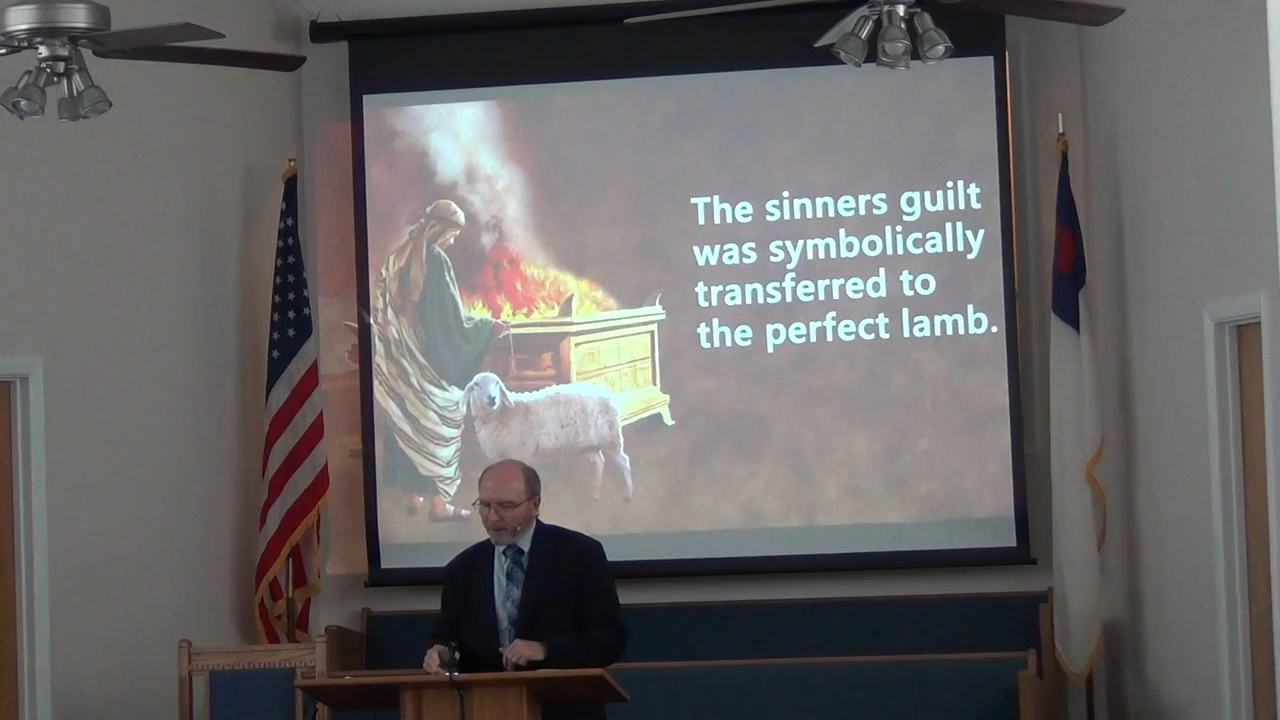 The sinners guilt
was symbolically
transferred to
the perfect lamb.